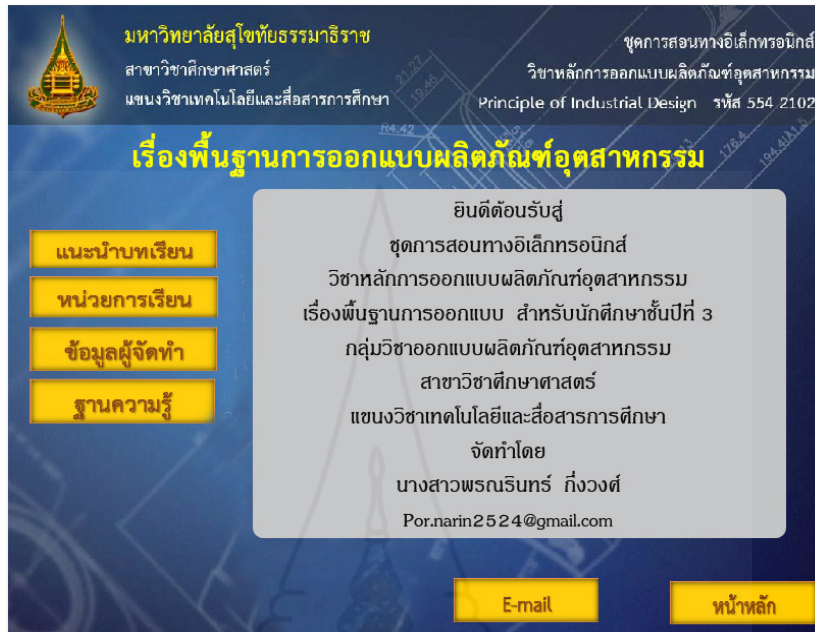 มหาวิทยาลัยสุโขทัยธรรมาธิราช
สาขาวิชาศึกษาศาสตร์
แขนงวิชาเทคโนโลยีและสื่อสารการศึกษา
ชุดการสอนทางอิเล็กทรอนิกส์
วิชาหลักการออกแบบผลิตภัณฑ์อุตสาหกรรม
Principle of Industrial Design รหัส 554 2102
เรื่องพื้นฐานการออกแบบผลิตภัณฑ์อุตสาหกรรม
แนะนำบทเรียน
หน่วยการเรียน
ข้อมูลผู้จัดทำ
ฐานความรู้
ยินดีต้อนรับสู่
ชุดการสอนทางอิเล็กทรอนิกส์
วิชาหลักการออกแบบผลิตภัณฑ์อุตสาหกรรม
เรื่องพื้นฐานการออกแบบ สำหรับนักศึกษาชั้นปีที่ 3
กลุ่มวิชาออกแบบผลิตภัณฑ์อุตสาหกรรม
สาขาวิชาศึกษาศาสตร์
แขนงวิชาเทคโนโลยีและสื่อสารการศึกษา
จัดทำโดย
นางสาวพรณรินทร์ กิ่งวงศ์
Por.narin2524@gmail.com
E-mail
หน้าหลัก
R4.42
21.27
19.46
176.4